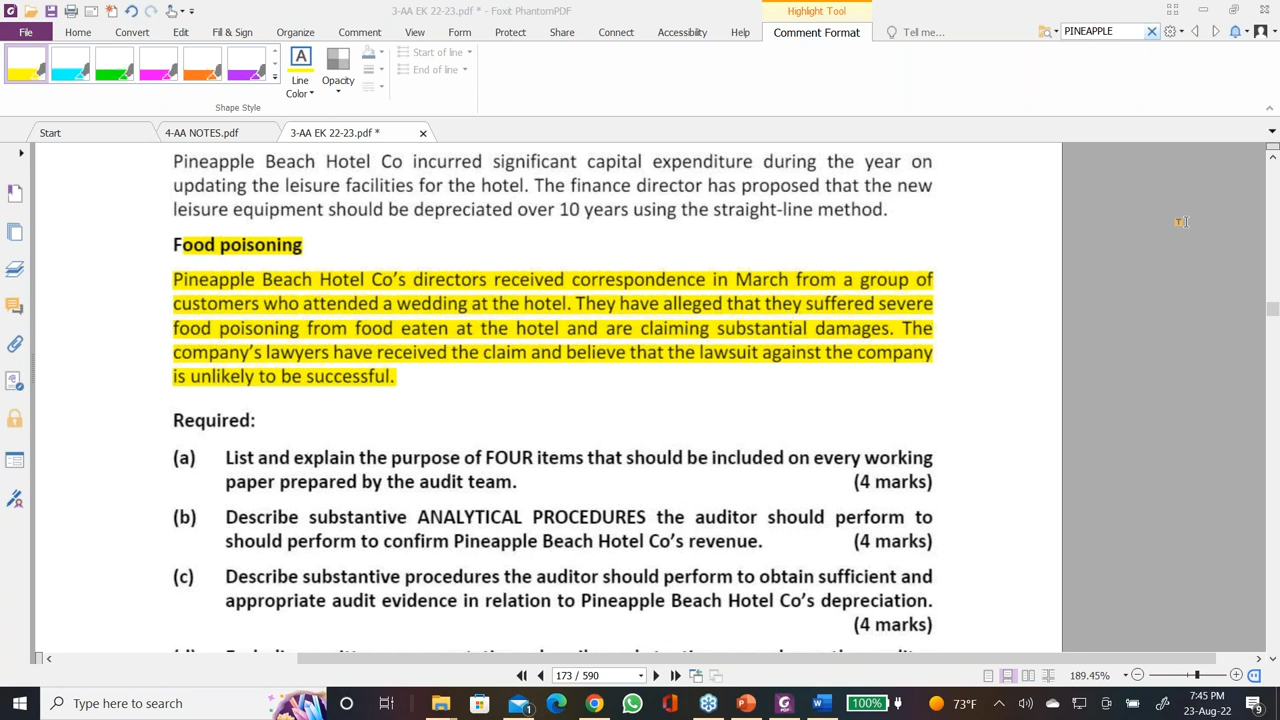 3-AA EK 22-23.pdf * - Foxit PhantomPDF
Highlight Tool
File Home Convert Edit Fill & Sign Organize Comment View Form Protect Share Connect Accessibility Help Comment Format Tell me... PINEAPPLE
Start of line
End of line
Line Color
Opacity
Shape Style
Start 4-AA NOTES.pdf 3-AA EK 22-23.pdf *
Pineapple Beach Hotel Co incurred significant capital expenditure during the year on
updating the leisure facilities for the hotel. The finance director has proposed that the new
leisure equipment should be depreciated over 10 years using the straight-line method.
Food poisoning
Pineapple Beach Hotel Co's directors received correspondence in March from a group of
customers who attended a wedding at the hotel. They have alleged that they suffered severe
food poisoning from food eaten at the hotel and are claiming substantial damages. The
company's lawyers have received the claim and believe that the lawsuit against the company
is unlikely to be successful.
Required:
(a) List and explain the purpose of FOUR items that should be included on every working
paper prepared by the audit team. (4 marks)
(b) Describe substantive ANALYTICAL PROCEDURES the auditor should perform to
should perform to confirm Pineapple Beach Hotel Co's revenue. (4 marks)
(c) Describe substantive procedures the auditor should perform to obtain sufficient and
appropriate audit evidence in relation to Pineapple Beach Hotel Co's depreciation.
(4 marks)
173 / 590
189.45%
Type here to search
100%
73°F
7:45 PM
23-Aug-22